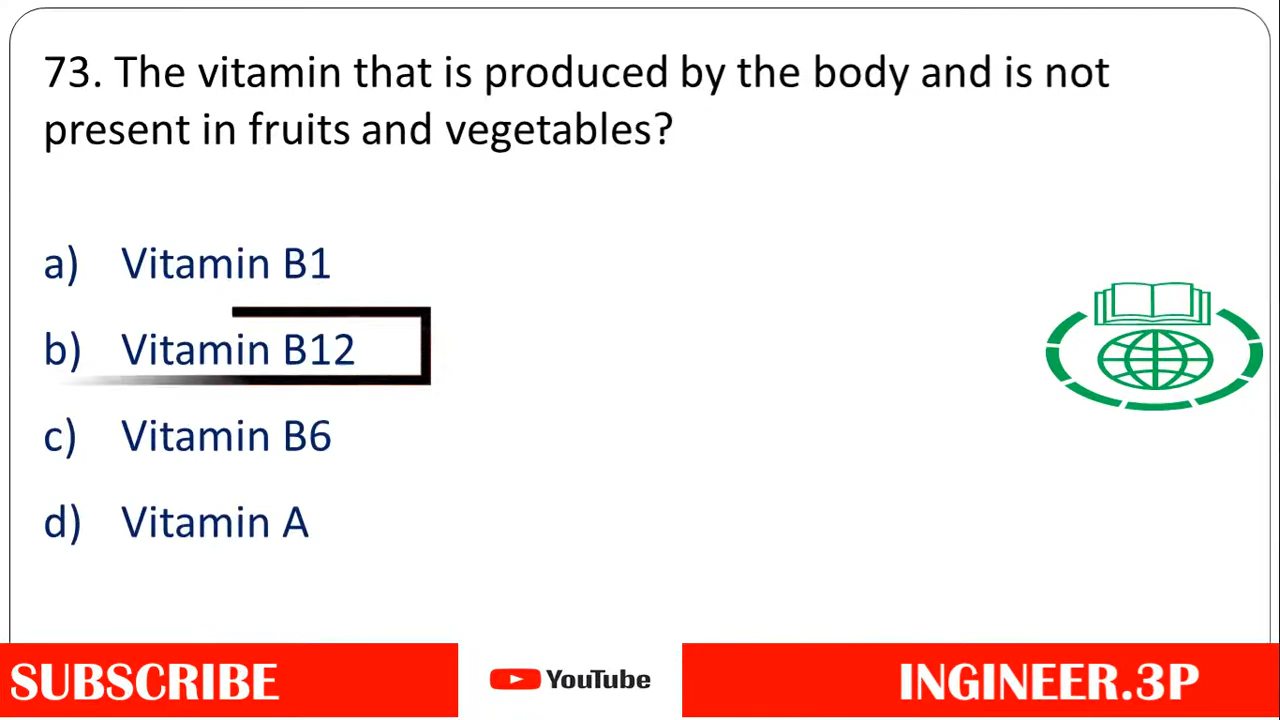 73. The vitamin that is produced by the body and is not
present in fruits and vegetables?
a) Vitamin B1
b) Vitamin B12
c) Vitamin B6
d) Vitamin A
SUBSCRIBE YouTube INGINEER.3P